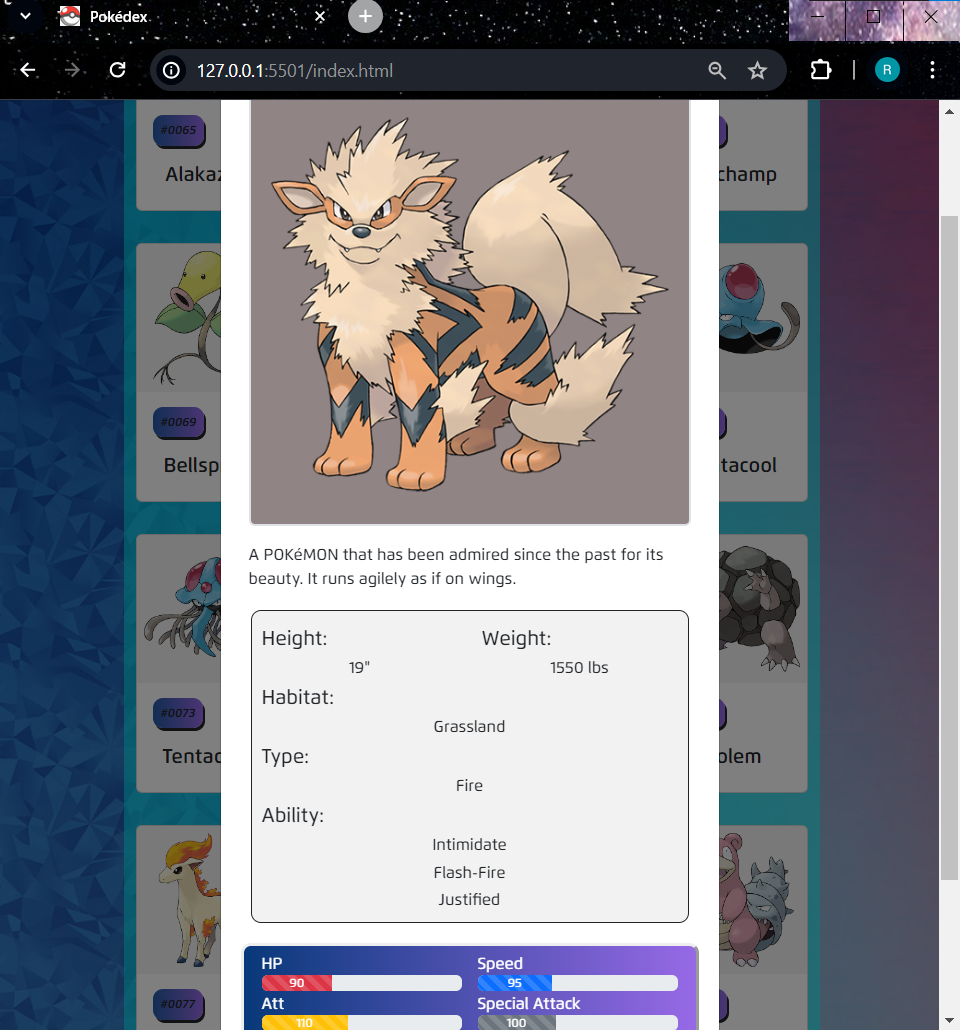 Pokédex
127.0.0.1:5501/index.html
R
#0065
Alakaz
champ
#0069
Bellsp
tacool
A POKéMON that has been admired since the past for its
beauty. It runs agilely as if on wings.
Height: Weight:
19" 1550 lbs
Habitat:
Grassland
Type:
Fire
Ability:
Intimidate
Flash-Fire
Justified
#0073
Tentac
olem
HP Speed
90 95
Att Special Attack
110 100
#0077